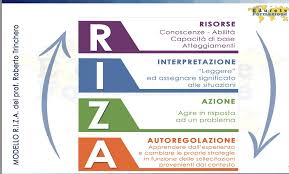 Eduraly
Formazione
MODELLO R.I.Z.A. del prof. Roberto Trinchero
R
RISORSE
Conoscenze - Abilità
Capacità di base
Atteggiamenti
I
INTERPRETAZIONE
"Leggere"
ed assegnare significato
alle situazioni
Z
AZIONE
Agire in risposta
ad un problema
A
AUTOREGOLAZIONE
Apprendere dall'esperienza
e cambiare le proprie strategie
in funzione delle sollecitazioni
provenienti dal contesto